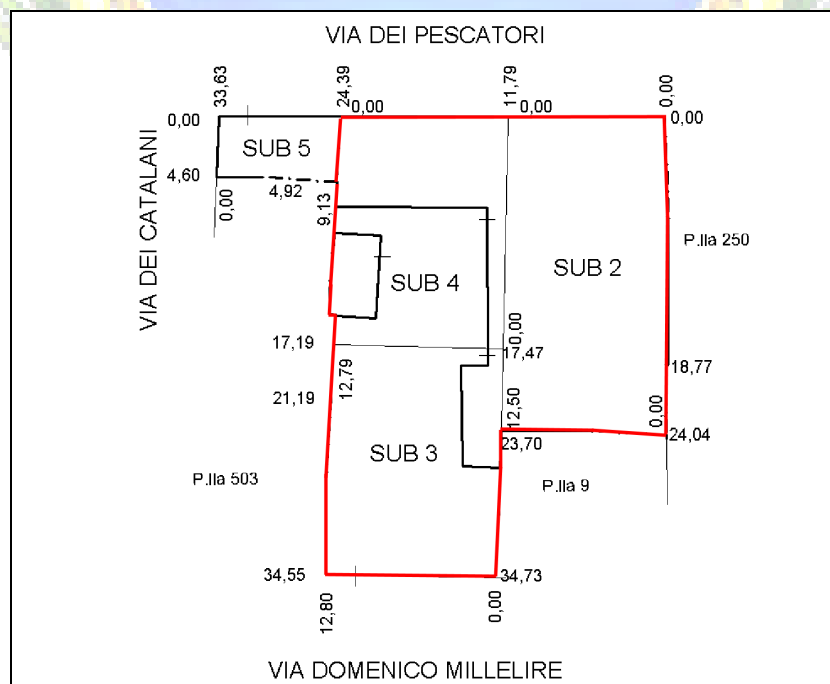 VIA DEI PESCATORI
33,63
24,39
11,79
0,00
0,00
0,00
0,00
0,00
SUB 5
VIA DEI CATALANI
4,60
4,92
0,00
9,13
P.lla 250
SUB 4
SUB 2
17,19
0,00
17,47
12,79
18,77
21,19
12,50
0,00
23,70
24,04
SUB 3
P.lla 503
P.lla 9
34,55
34,73
12,80
0,00
VIA DOMENICO MILLELIRE